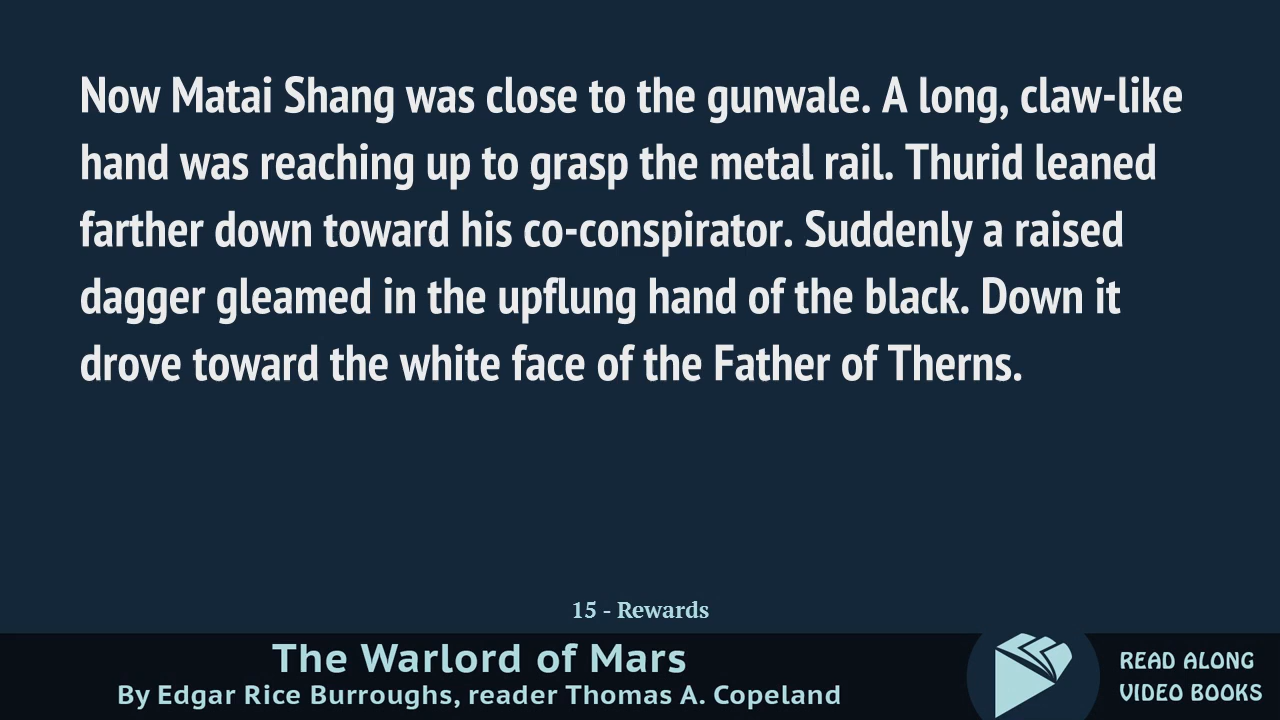 Now Matai Shang was close to the gunwale. A long, claw-like
hand was reaching up to grasp the metal rail. Thurid leaned
farther down toward his co-conspirator. Suddenly a raised
dagger gleamed in the upflung hand of the black. Down it
drove toward the white face of the Father of Therns.
15 - Rewards
The Warlord of Mars
By Edgar Rice Burroughs, reader Thomas A. Copeland
READ ALONG
VIDEO BOOKS